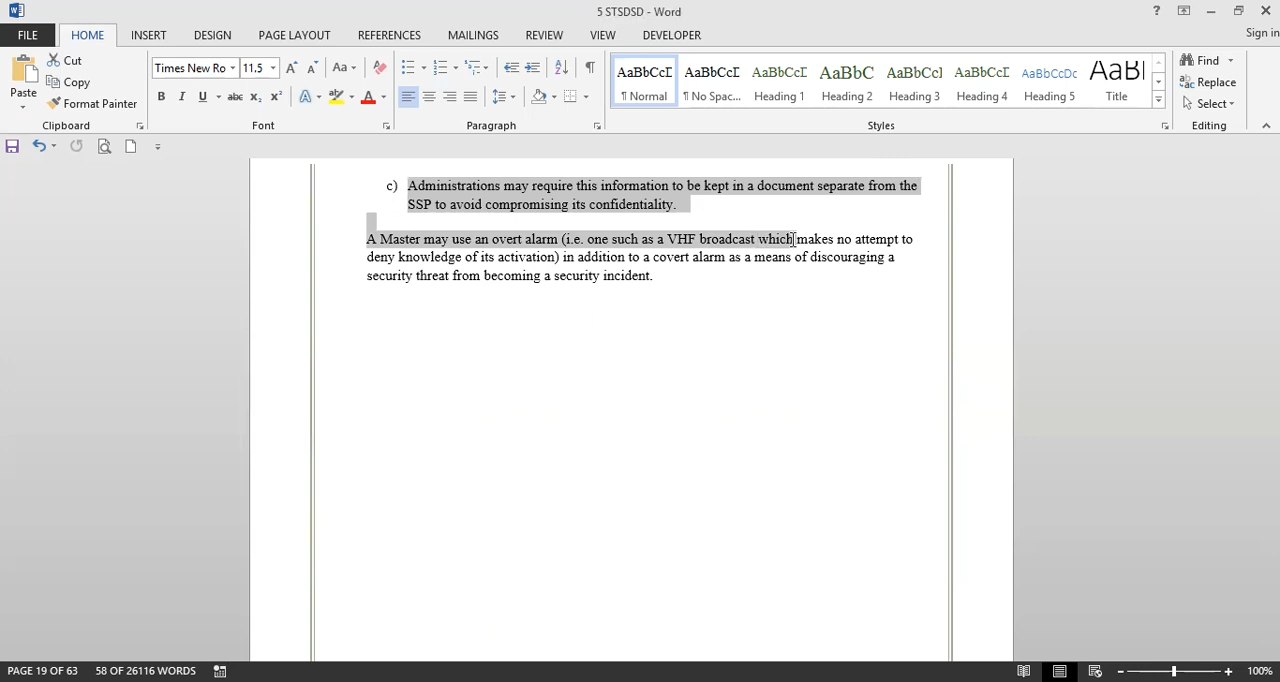 5 STSDSD - Word
?
Sign in
FILE
HOME
INSERT
DESIGN
PAGE LAYOUT
REFERENCES
MAILINGS
REVIEW
VIEW
DEVELOPER
Paste
Cut
Copy
Format Painter
Clipboard
Times New Ro
11.5
Aa
B I U abc X₂ X²
Font
Paragraph
AaBbCcI AaBbCcI AaBbCcI AaBbC AaBbCcI AaBbCcI AaBbCcDc AaBl
¶ Normal ¶ No Spac... Heading 1 Heading 2 Heading 3 Heading 4 Heading 5 Title
Styles
Find
Replace
Select
Editing
c) Administrations may require this information to be kept in a document separate from the
SSP to avoid compromising its confidentiality.
A Master may use an overt alarm (i.e. one such as a VHF broadcast which makes no attempt to
deny knowledge of its activation) in addition to a covert alarm as a means of discouraging a
security threat from becoming a security incident.
PAGE 19 OF 63
58 OF 26116 WORDS
100%